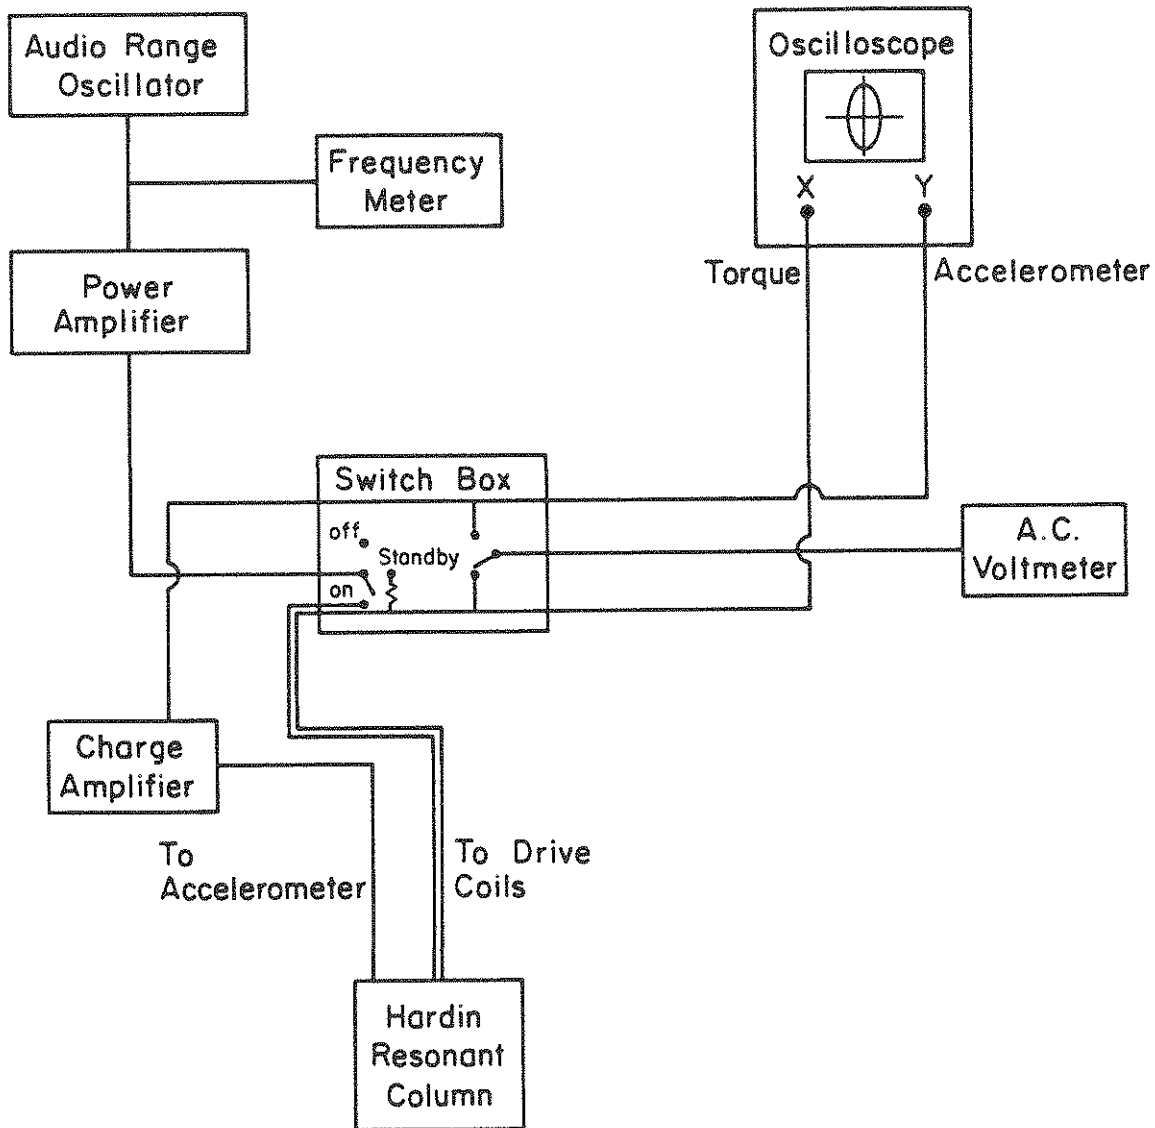 Audio Range
Oscillator
Oscilloscope
Frequency
Meter
X Y
Power
Amplifier
Torque
Accelerometer
Switch Box
off
Standby
on
A.C.
Voltmeter
Charge
Amplifier
To
Accelerometer
To Drive
Coils
Hardin
Resonant
Column